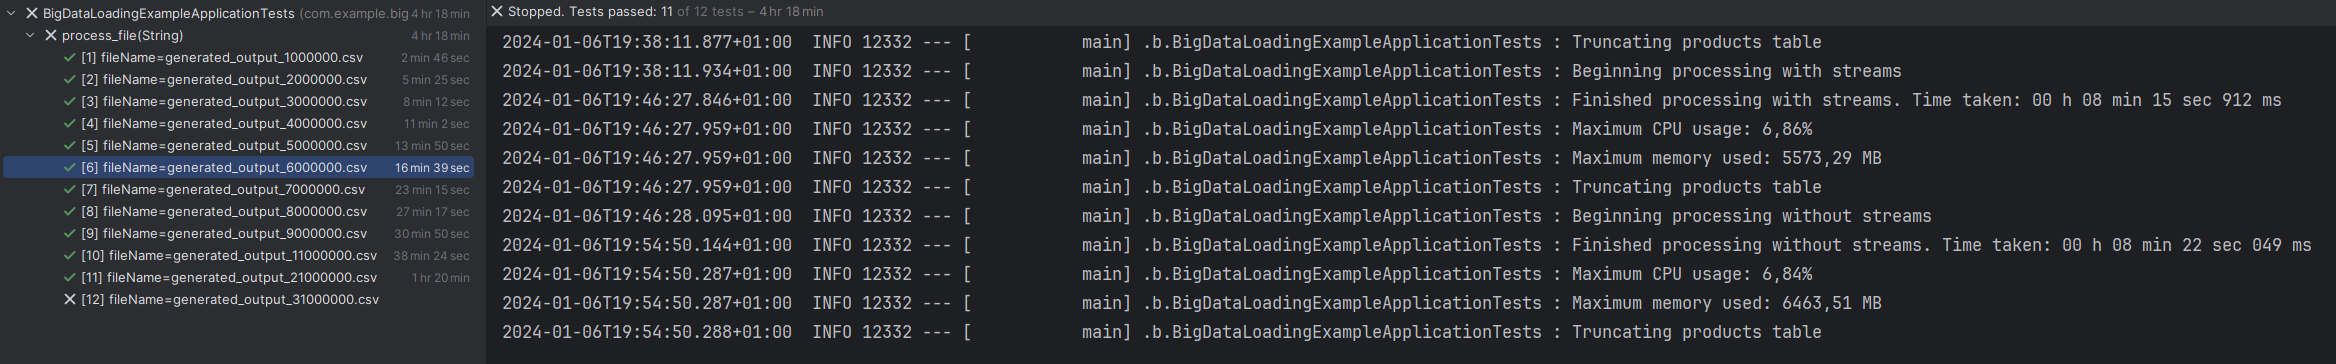 BigDataLoadingExampleApplicationTests (com.example.big 4 hr 18 min
process_file(String) 4 hr 18 min
[1] fileName=generated_output_1000000.csv 2 min 46 sec
[2] fileName=generated_output_2000000.csv 5 min 25 sec
[3] fileName=generated_output_3000000.csv 8 min 12 sec
[4] fileName=generated_output_4000000.csv 11 min 2 sec
[5] fileName=generated_output_5000000.csv 13 min 50 sec
[6] fileName=generated_output_6000000.csv 16 min 39 sec
[7] fileName=generated_output_7000000.csv 23 min 15 sec
[8] fileName=generated_output_8000000.csv 27 min 17 sec
[9] fileName=generated_output_9000000.csv 30 min 50 sec
[10] fileName=generated_output_11000000.csv 38 min 24 sec
[11] fileName=generated_output_21000000.csv 1 hr 20 min
[12] fileName=generated_output_31000000.csv
Stopped. Tests passed: 11 of 12 tests – 4 hr 18 min
2024-01-06T19:38:11.877+01:00  INFO 12332 --- [           main] .b.BigDataLoadingExampleApplicationTests : Truncating products table
2024-01-06T19:38:11.934+01:00  INFO 12332 --- [           main] .b.BigDataLoadingExampleApplicationTests : Beginning processing with streams
2024-01-06T19:46:27.846+01:00  INFO 12332 --- [           main] .b.BigDataLoadingExampleApplicationTests : Finished processing with streams. Time taken: 00 h 08 min 15 sec 912 ms
2024-01-06T19:46:27.959+01:00  INFO 12332 --- [           main] .b.BigDataLoadingExampleApplicationTests : Maximum CPU usage: 6,86%
2024-01-06T19:46:27.959+01:00  INFO 12332 --- [           main] .b.BigDataLoadingExampleApplicationTests : Maximum memory used: 5573,29 MB
2024-01-06T19:46:27.959+01:00  INFO 12332 --- [           main] .b.BigDataLoadingExampleApplicationTests : Truncating products table
2024-01-06T19:46:28.095+01:00  INFO 12332 --- [           main] .b.BigDataLoadingExampleApplicationTests : Beginning processing without streams
2024-01-06T19:54:50.144+01:00  INFO 12332 --- [           main] .b.BigDataLoadingExampleApplicationTests : Finished processing without streams. Time taken: 00 h 08 min 22 sec 049 ms
2024-01-06T19:54:50.287+01:00  INFO 12332 --- [           main] .b.BigDataLoadingExampleApplicationTests : Maximum CPU usage: 6,84%
2024-01-06T19:54:50.287+01:00  INFO 12332 --- [           main] .b.BigDataLoadingExampleApplicationTests : Maximum memory used: 6463,51 MB
2024-01-06T19:54:50.288+01:00  INFO 12332 --- [           main] .b.BigDataLoadingExampleApplicationTests : Truncating products table